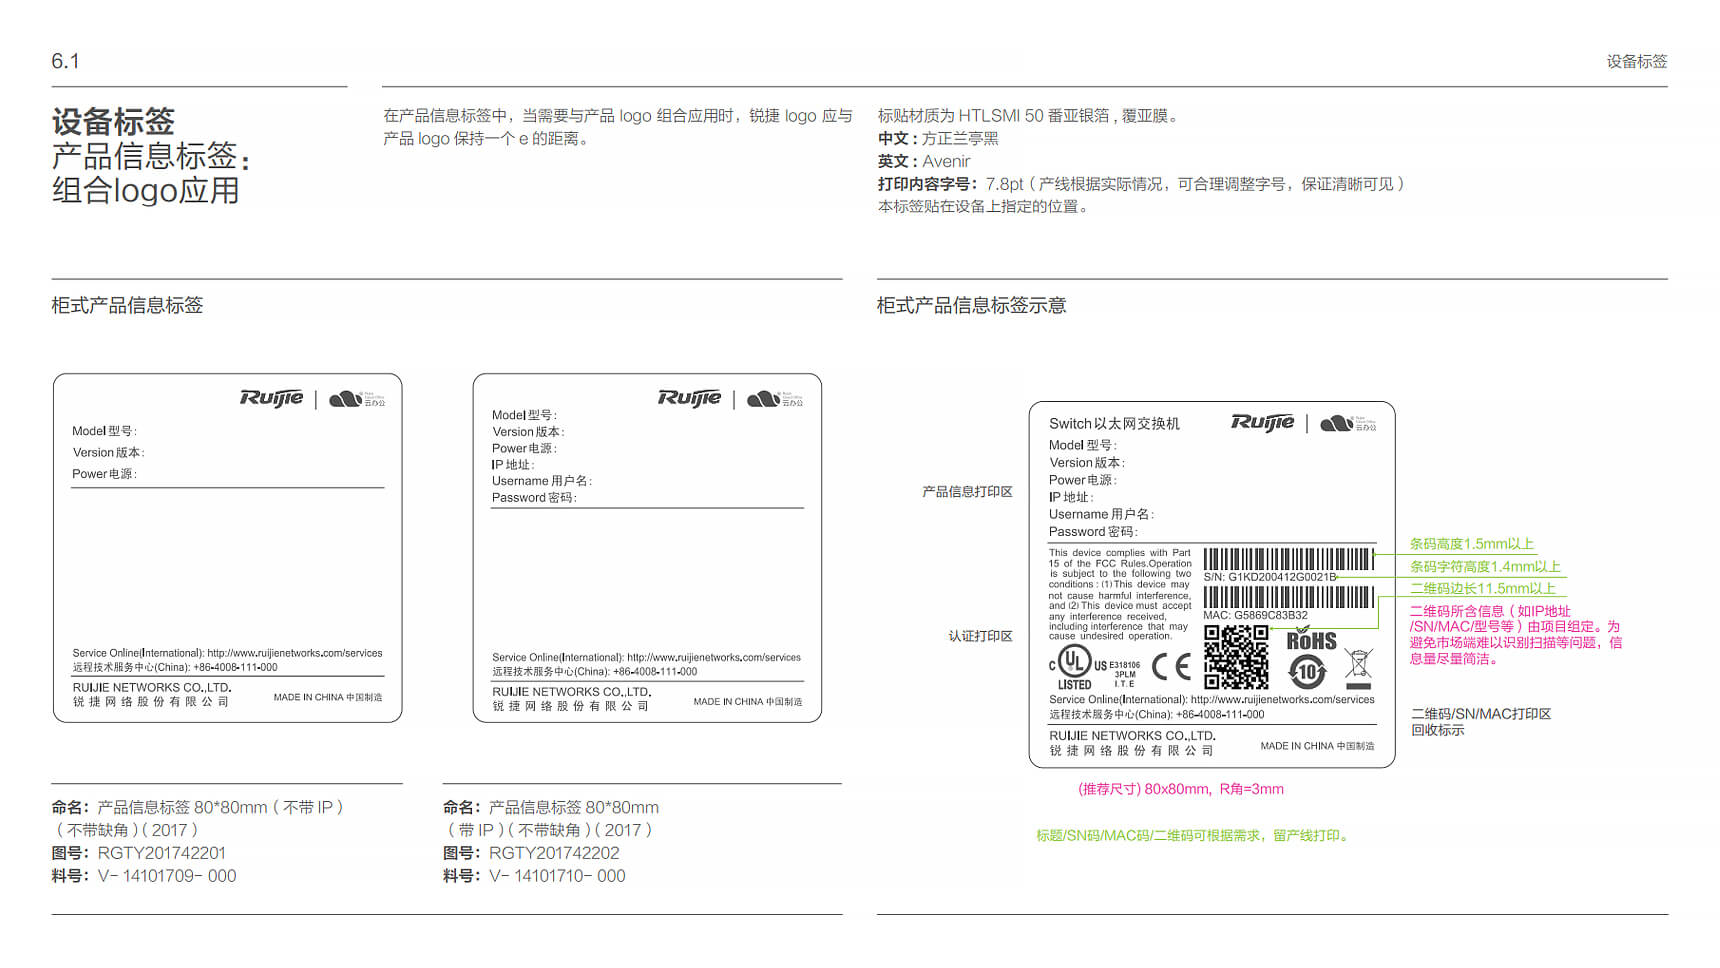 6.1
设备标签
设备标签
产品信息标签：
组合logo应用
在产品信息标签中，当需要与产品 logo 组合应用时，锐捷 logo 应与
产品 logo 保持一个 e 的距离。
标贴材质为 HTLSMI 50 番亚银箔 , 覆亚膜。
中文 : 方正兰亭黑
英文 : Avenir
打印内容字号： 7.8pt（产线根据实际情况，可合理调整字号，保证清晰可见）
本标签贴在设备上指定的位置。
柜式产品信息标签
Ruijie
云办公
Model 型号:
Version 版本:
Power 电源:
Service Online(International): http://www.ruijienetworks.com/services
远程技术服务中心(China): +86-4008-111-000
RUIJIE NETWORKS CO.,LTD.
锐捷网络股份有限公司
MADE IN CHINA 中国制造
Ruijie
云办公
Model 型号:
Version 版本:
Power 电源:
IP 地址:
Username 用户名:
Password 密码:
Service Online(International): http://www.ruijienetworks.com/services
远程技术服务中心(China): +86-4008-111-000
RUIJIE NETWORKS CO.,LTD.
锐捷网络股份有限公司
MADE IN CHINA 中国制造
命名：产品信息标签 80*80mm（不带 IP）
（不带缺角）（2017）
图号：RGTY201742201
料号：V- 14101709- 000
命名：产品信息标签 80*80mm
（带 IP）（不带缺角）（2017）
图号：RGTY201742202
料号：V- 14101710- 000
柜式产品信息标签示意
产品信息打印区
认证打印区
Switch以太网交换机
Ruijie
云办公
Model 型号:
Version 版本:
Power 电源:
IP 地址:
Username 用户名:
Password 密码:
This device complies with Part
15 of the FCC Rules.Operation
is subject to the following two
conditions : (1) This device may
not cause harmful interference,
and (2) This device must accept
any interference received,
including interference that may
cause undesired operation.
S/N: G1KD200412G0021B
MAC: G5869C83B32
C UL US
LISTED
E318106
3PLM
I.T.E
CE
RoHS
10
Service Online(International): http://www.ruijienetworks.com/services
远程技术服务中心(China): +86-4008-111-000
RUIJIE NETWORKS CO.,LTD.
锐捷网络股份有限公司
MADE IN CHINA 中国制造
条码高度1.5mm以上
条码字符高度1.4mm以上
二维码边长11.5mm以上
二维码所含信息（如IP地址
/SN/MAC/型号等）由项目组定。为
避免市场端难以识别扫描等问题，信
息量尽量简洁。
二维码/SN/MAC打印区
回收标示
(推荐尺寸) 80x80mm, R角=3mm
标题/SN码/MAC码/二维码可根据需求，留产线打印。